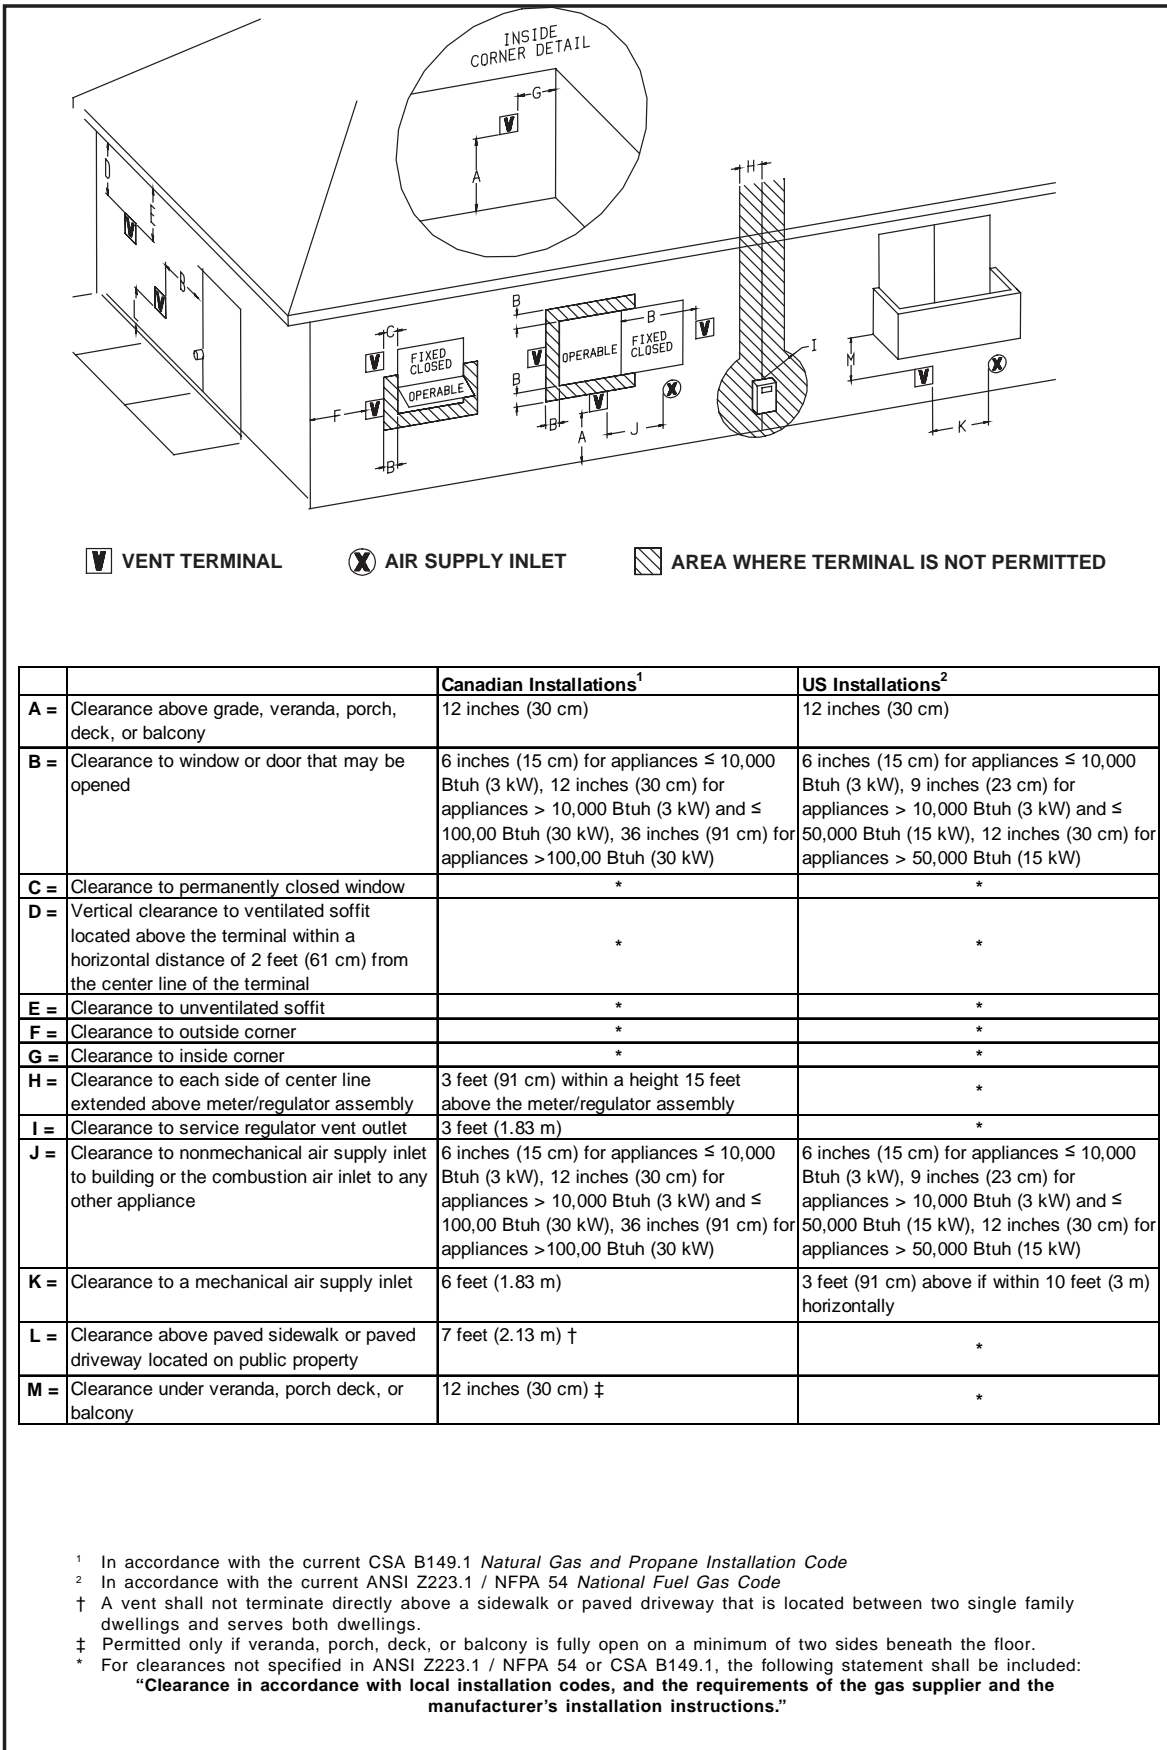 INSIDE
CORNER DETAIL
G
V
A
H
D
E
V
B
V
L
B
C
B
V
FIXED
CLOSED
OPERABLE
V
OPERABLE
FIXED
CLOSED
V
I
M
F
V
B
V
X
V
X
B
A
J
K
B
V VENT TERMINAL
X AIR SUPPLY INLET
AREA WHERE TERMINAL IS NOT PERMITTED
Canadian Installations1
US Installations2
A = Clearance above grade, veranda, porch,
deck, or balcony
12 inches (30 cm)
12 inches (30 cm)
B = Clearance to window or door that may be
opened
6 inches (15 cm) for appliances ≤ 10,000
Btuh (3 kW), 12 inches (30 cm) for
appliances > 10,000 Btuh (3 kW) and ≤
100,00 Btuh (30 kW), 36 inches (91 cm) for
appliances >100,00 Btuh (30 kW)
6 inches (15 cm) for appliances ≤ 10,000
Btuh (3 kW), 9 inches (23 cm) for
appliances > 10,000 Btuh (3 kW) and ≤
50,000 Btuh (15 kW), 12 inches (30 cm) for
appliances > 50,000 Btuh (15 kW)
C = Clearance to permanently closed window
*
*
D = Vertical clearance to ventilated soffit
located above the terminal within a
horizontal distance of 2 feet (61 cm) from
the center line of the terminal
*
*
E = Clearance to unventilated soffit
*
*
F = Clearance to outside corner
*
*
G = Clearance to inside corner
*
*
H = Clearance to each side of center line
extended above meter/regulator assembly
3 feet (91 cm) within a height 15 feet
above the meter/regulator assembly
*
I = Clearance to service regulator vent outlet
3 feet (1.83 m)
*
J = Clearance to nonmechanical air supply inlet
to building or the combustion air inlet to any
other appliance
6 inches (15 cm) for appliances ≤ 10,000
Btuh (3 kW), 12 inches (30 cm) for
appliances > 10,000 Btuh (3 kW) and ≤
100,00 Btuh (30 kW), 36 inches (91 cm) for
appliances >100,00 Btuh (30 kW)
6 inches (15 cm) for appliances ≤ 10,000
Btuh (3 kW), 9 inches (23 cm) for
appliances > 10,000 Btuh (3 kW) and ≤
50,000 Btuh (15 kW), 12 inches (30 cm) for
appliances > 50,000 Btuh (15 kW)
K = Clearance to a mechanical air supply inlet
6 feet (1.83 m)
3 feet (91 cm) above if within 10 feet (3 m)
horizontally
L = Clearance above paved sidewalk or paved
driveway located on public property
7 feet (2.13 m) †
*
M = Clearance under veranda, porch deck, or
balcony
12 inches (30 cm) ‡
*
1 In accordance with the current CSA B149.1 Natural Gas and Propane Installation Code
2 In accordance with the current ANSI Z223.1 / NFPA 54 National Fuel Gas Code
† A vent shall not terminate directly above a sidewalk or paved driveway that is located between two single family
dwellings and serves both dwellings.
‡ Permitted only if veranda, porch, deck, or balcony is fully open on a minimum of two sides beneath the floor.
* For clearances not specified in ANSI Z223.1 / NFPA 54 or CSA B149.1, the following statement shall be included:
“Clearance in accordance with local installation codes, and the requirements of the gas supplier and the
manufacturer’s installation instructions.”